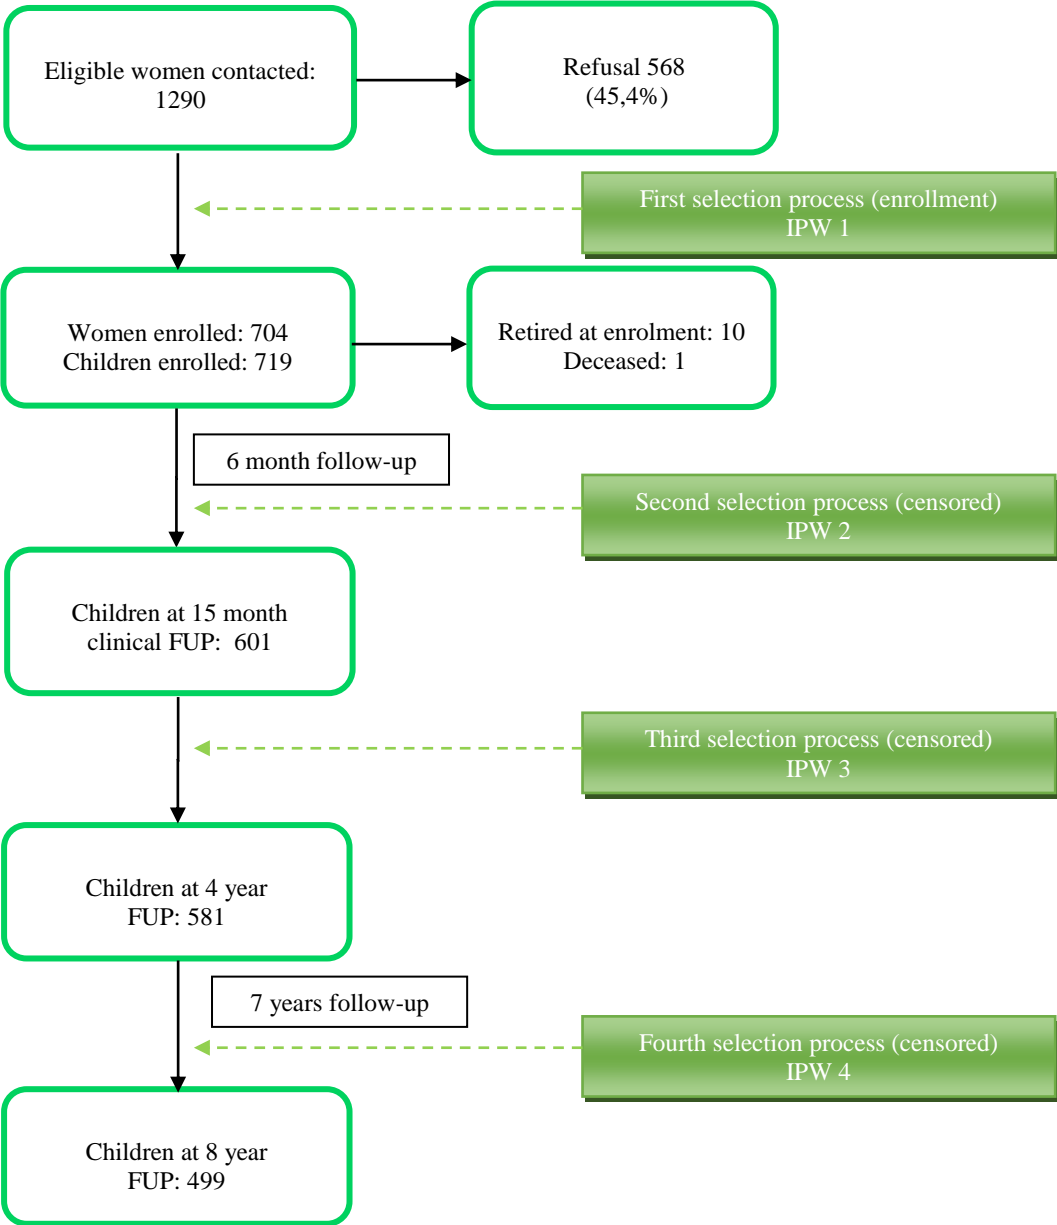 Eligible women contacted:
1290
Refusal 568
(45,4%)
First selection process (enrollment)
IPW 1
Women enrolled: 704
Children enrolled: 719
Retired at enrolment: 10
Deceased: 1
6 month follow-up
Second selection process (censored)
IPW 2
Children at 15 month
clinical FUP: 601
Third selection process (censored)
IPW 3
Children at 4 year
FUP: 581
7 years follow-up
Fourth selection process (censored)
IPW 4
Children at 8 year
FUP: 499